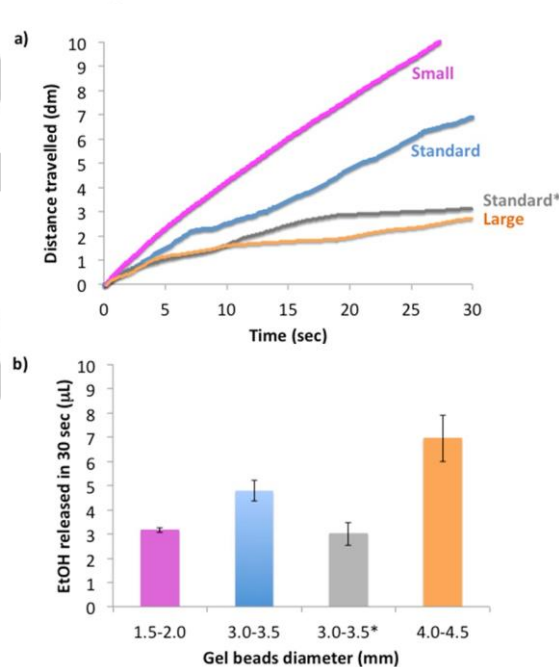 a)
Distance travelled (dm)
10
9
8
7
6
5
4
3
2
1
0
0 5 10 15 20 25 30
Time (sec)
Small
Standard
Standard*
Large
b)
EtOH released in 30 sec (µL)
10
9
8
7
6
5
4
3
2
1
0
1.5-2.0 3.0-3.5 3.0-3.5* 4.0-4.5
Gel beads diameter (mm)